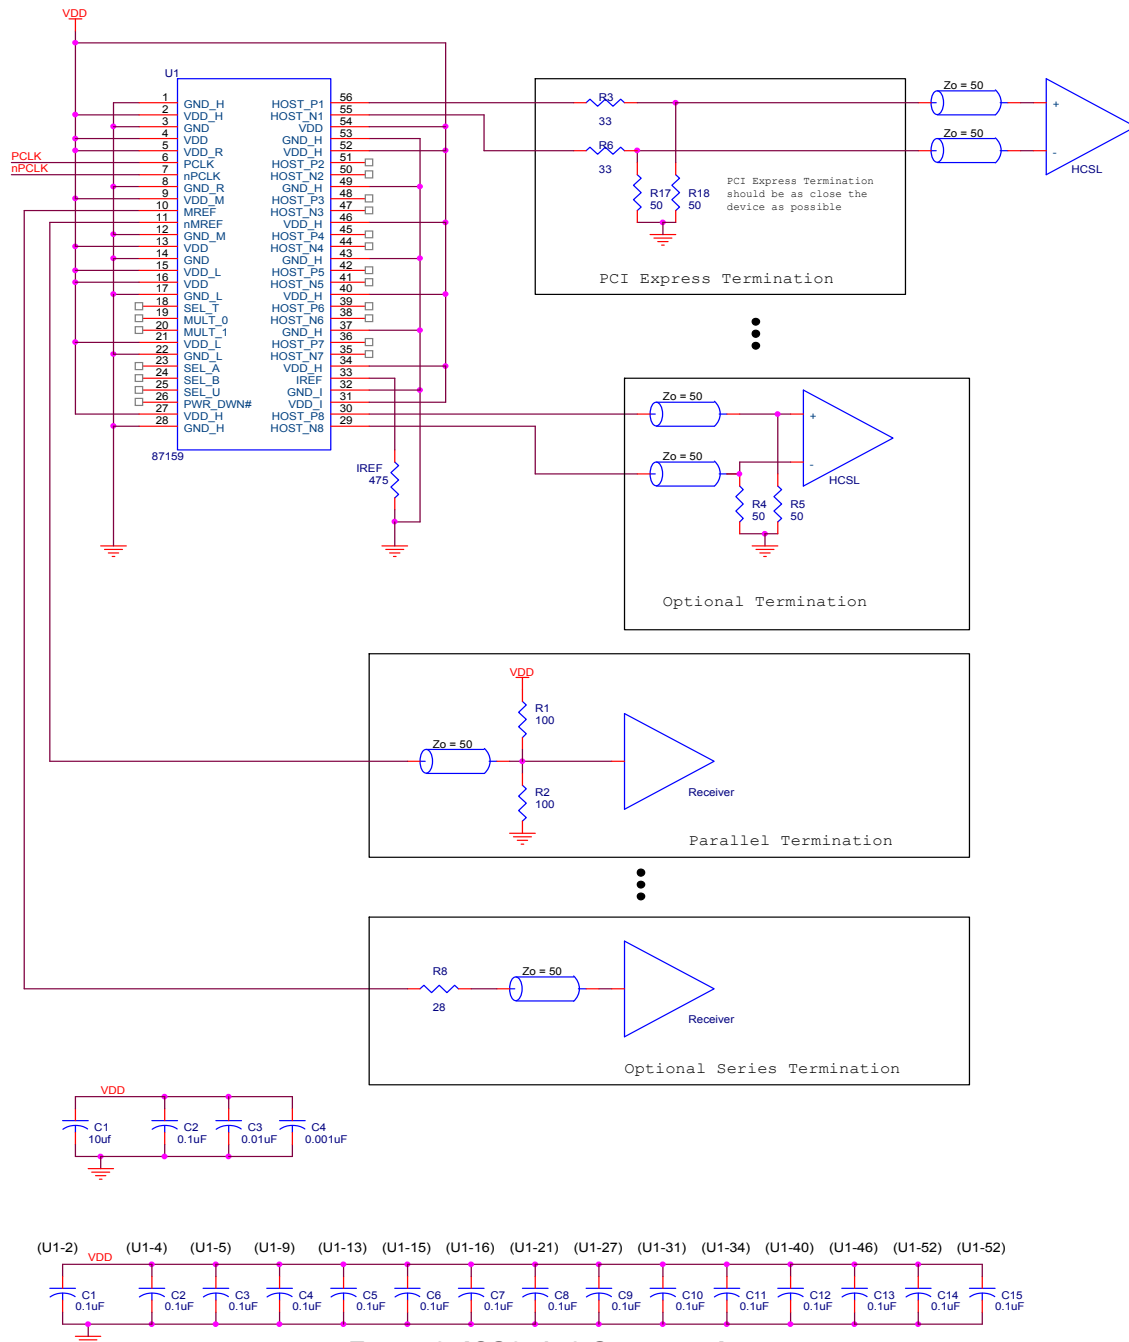 VDD
U1
1 GND_H HOST_P1 56
2 VDD_H HOST_N1 55
3 GND VDD 54
4 VDD GND_H 53
5 VDD_R VDD_H 52
PCLK 6 PCLK HOST_P2 51
nPCLK 7 nPCLK HOST_N2 50
8 GND_R GND_H 49
9 VDD_M HOST_P3 48
10 MREF HOST_N3 47
11 nMREF VDD_H 46
12 GND_M HOST_P4 45
13 VDD HOST_N4 44
14 GND GND_H 43
15 VDD_L HOST_P5 42
16 VDD HOST_N5 41
17 GND_L VDD_H 40
18 SEL_T HOST_P6 39
19 MULT_0 HOST_N6 38
20 MULT_1 GND_H 37
21 VDD_L HOST_P7 36
22 GND_L HOST_N7 35
23 SEL_A VDD_H 34
24 SEL_B IREF 33
25 SEL_U GND_I 32
26 PWR_DWN# VDD_I 31
27 VDD_H HOST_P8 30
28 GND_H HOST_N8 29
87159
IREF
475
R3
33
R6
33
R17
50
R18
50
PCI Express Termination
should be as close the
device as possible
PCI Express Termination
Zo = 50
Zo = 50
+
-
HCSL
Zo = 50
Zo = 50
+
-
HCSL
R4
50
R5
50
Optional Termination
VDD
R1
100
Zo = 50
R2
100
Receiver
Parallel Termination
R8
28
Zo = 50
Receiver
Optional Series Termination
VDD
C1
10uf
C2
0.1uF
C3
0.01uF
C4
0.001uF
(U1-2) (U1-4) (U1-5) (U1-9) (U1-13) (U1-15) (U1-16) (U1-21) (U1-27) (U1-31) (U1-34) (U1-40) (U1-46) (U1-52) (U1-52)
VDD
C1 C2 C3 C4 C5 C6 C7 C8 C9 C10 C11 C12 C13 C14 C15
0.1uF 0.1uF 0.1uF 0.1uF 0.1uF 0.1uF 0.1uF 0.1uF 0.1uF 0.1uF 0.1uF 0.1uF 0.1uF 0.1uF 0.1uF